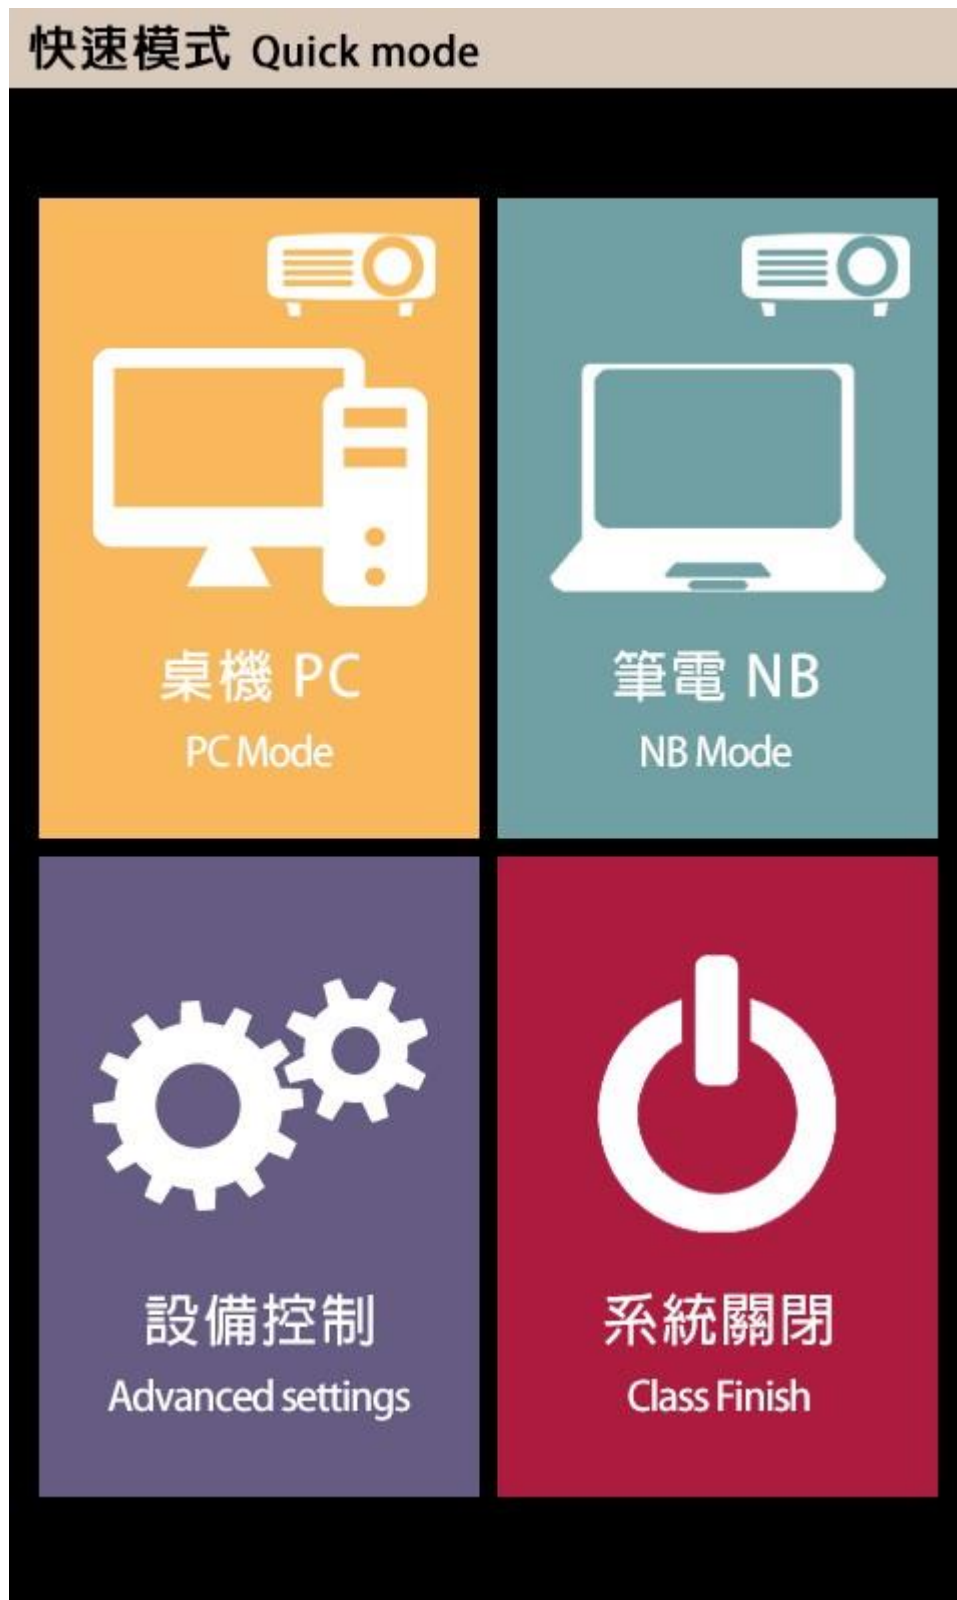 快速模式 Quick mode
桌機 PC
PC Mode
筆電 NB
NB Mode
設備控制
Advanced settings
系統關閉
Class Finish